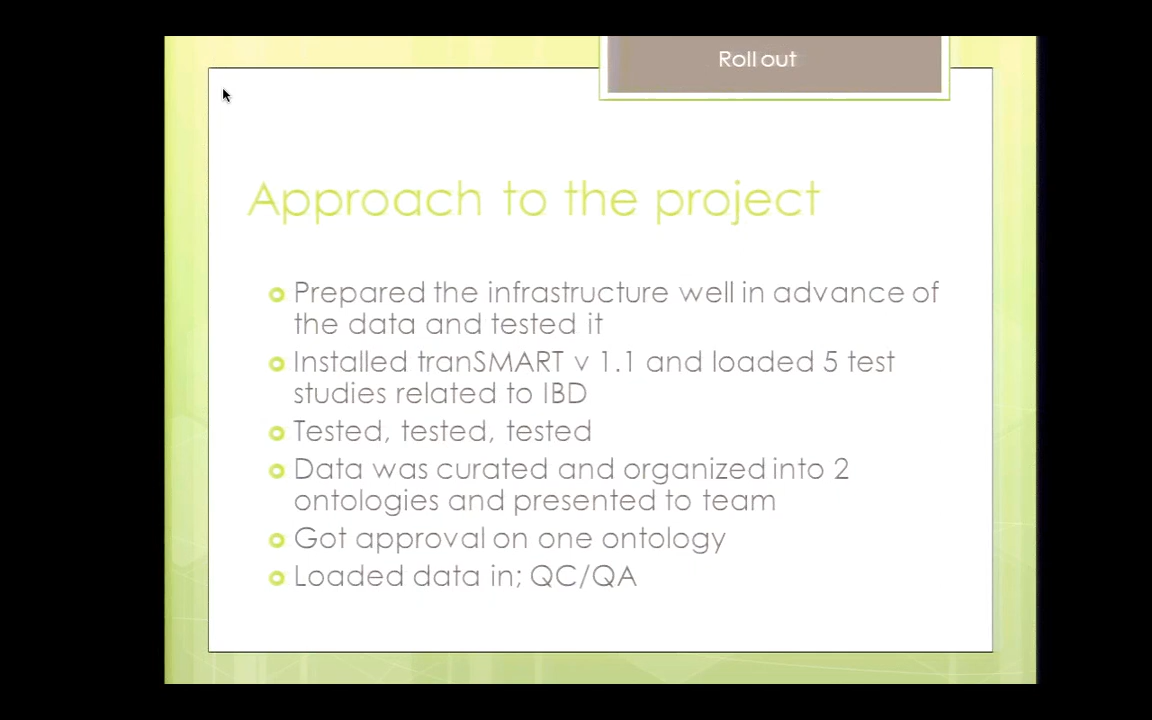 Roll out
Approach to the project
Prepared the infrastructure well in advance of
the data and tested it
Installed tranSMART v 1.1 and loaded 5 test
studies related to IBD
Tested, tested, tested
Data was curated and organized into 2
ontologies and presented to team
Got approval on one ontology
Loaded data in; QC/QA